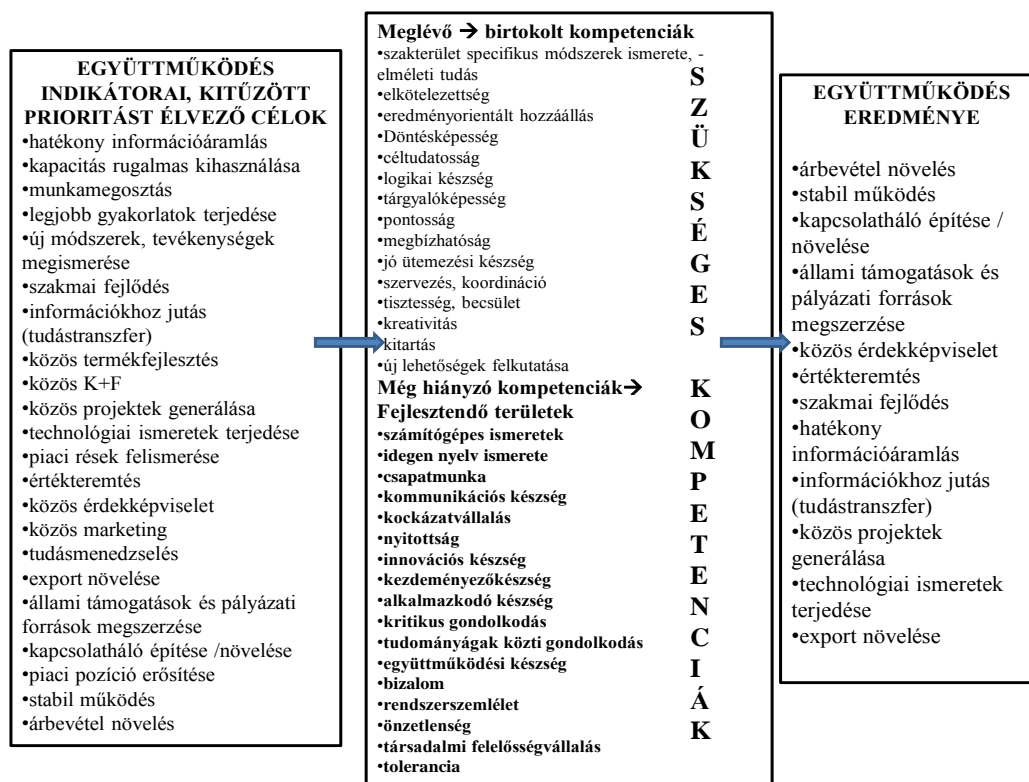 EGYÜTTMŰKÖDÉS
INDIKÁTORAI, KITŰZÖTT
PRIORITÁST ÉLVEZŐ CÉLOK
•hatékony információáramlás
•kapacitás rugalmas kihasználása
•munkamegosztás
•legjobb gyakorlatok terjedése
•új módszerek, tevékenységek
megismerése
•szakmai fejlődés
•információkhoz jutás
(tudástranszfer)
•közös termékfejlesztés
•közös K+F
•közös projektek generálása
•technológiai ismeretek terjedése
•piaci rések felismerése
•értékteremtés
•közös érdekképviselet
•közös marketing
•tudásmenedzselés
•export növelése
•állami támogatások és pályázati
források megszerzése
•kapcsolatháló építése /növelése
•piaci pozíció erősítése
•stabil működés
•árbevétel növelés
Meglévő → birtokolt kompetenciák
•szakterület specifikus módszerek ismerete, -
elméleti tudás
•elkötelezettség
•eredményorientált hozzáállás
•Döntésképesség
•céltudatosság
•logikai készség
•tárgyalóképesség
•pontosság
•megbízhatóság
•jó ütemezési készség
•szervezés, koordináció
•tisztesség, becsület
•kreativitás
•kitartás
•új lehetőségek felkutatása
Még hiányzó kompetenciák→
Fejlesztendő területek
•számítógépes ismeretek
•idegen nyelv ismerete
•csapatmunka
•kommunikációs készség
•kockázatvállalás
•nyitottság
•innovációs készség
•kezdeményezőkészség
•alkalmazkodó készség
•kritikus gondolkodás
•tudományágak közti gondolkodás
•együttműködési készség
•bizalom
•rendszerszemlélet
•önzetlenség
•társadalmi felelősségvállalás
•tolerancia
S
Z
Ü
K
S
É
G
E
S
K
O
M
P
E
T
E
N
C
I
Á
K
EGYÜTTMŰKÖDÉS
EREDMÉNYE
•árbevétel növelés
•stabil működés
•kapcsolatháló építése /
növelése
•állami támogatások és
pályázati források
megszerzése
•közös érdekképviselet
•értékteremtés
•szakmai fejlődés
•hatékony
információáramlás
•információkhoz jutás
(tudástranszfer)
•közös projektek
generálása
•technológiai ismeretek
terjedése
•export növelése